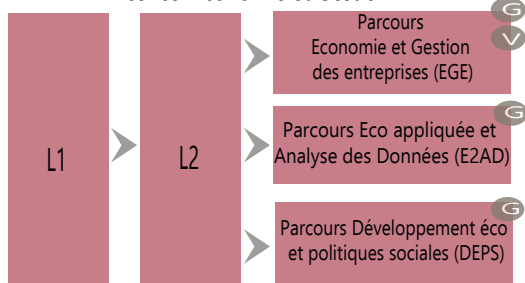 L1
L2
Parcours
Economie et Gestion
des entreprises (EGE)
G
V
Parcours Eco appliquée et
Analyse des Données (E2AD)
G
Parcours Développement éco
et politiques sociales (DEPS)
G